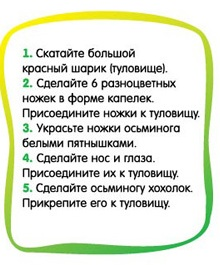 1. Скатайте большой
красный шарик (туловище).
2. Сделайте 6 разноцветных
ножек в форме капелек.
Присоедините ножки к туловищу.
3. Украсьте ножки осьминога
белыми пятнышками.
4. Сделайте нос и глаза.
Присоедините их к туловищу.
5. Сделайте осьминогу хохолок.
Прикрепите его к туловищу.